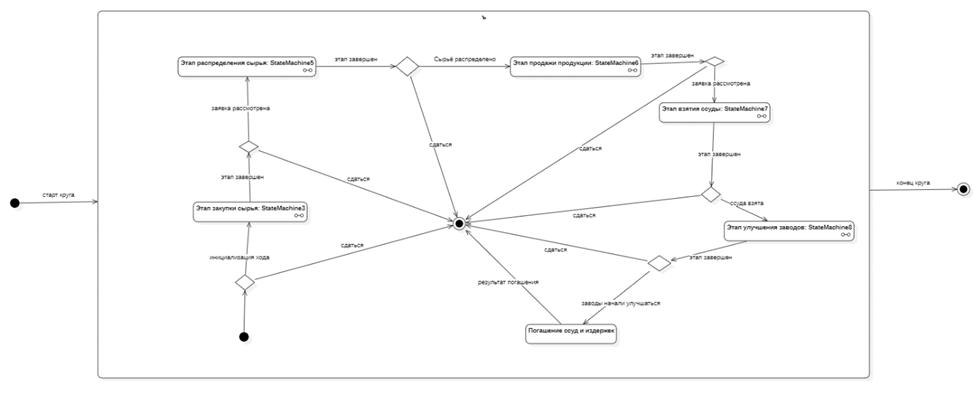 Этап распределения сырья: StateMachine5
этап завершен
Сырьё распределено
Этап продажи продукции: StateMachine6
этап завершен
заявка рассмотрена
заявка рассмотрена
Этап взятия ссуды: StateMachine7
сдаться
сдаться
этап завершен
этап завершен
сдаться
старт круга
конец круга
Этап закупки сырья: StateMachine3
сдаться
ссуда взята
Этап улучшения заводов: StateMachine8
сдаться
сдаться
инициализация хода
этап завершен
результат погашения
заводы начали улучшаться
Погашение ссуд и издержек